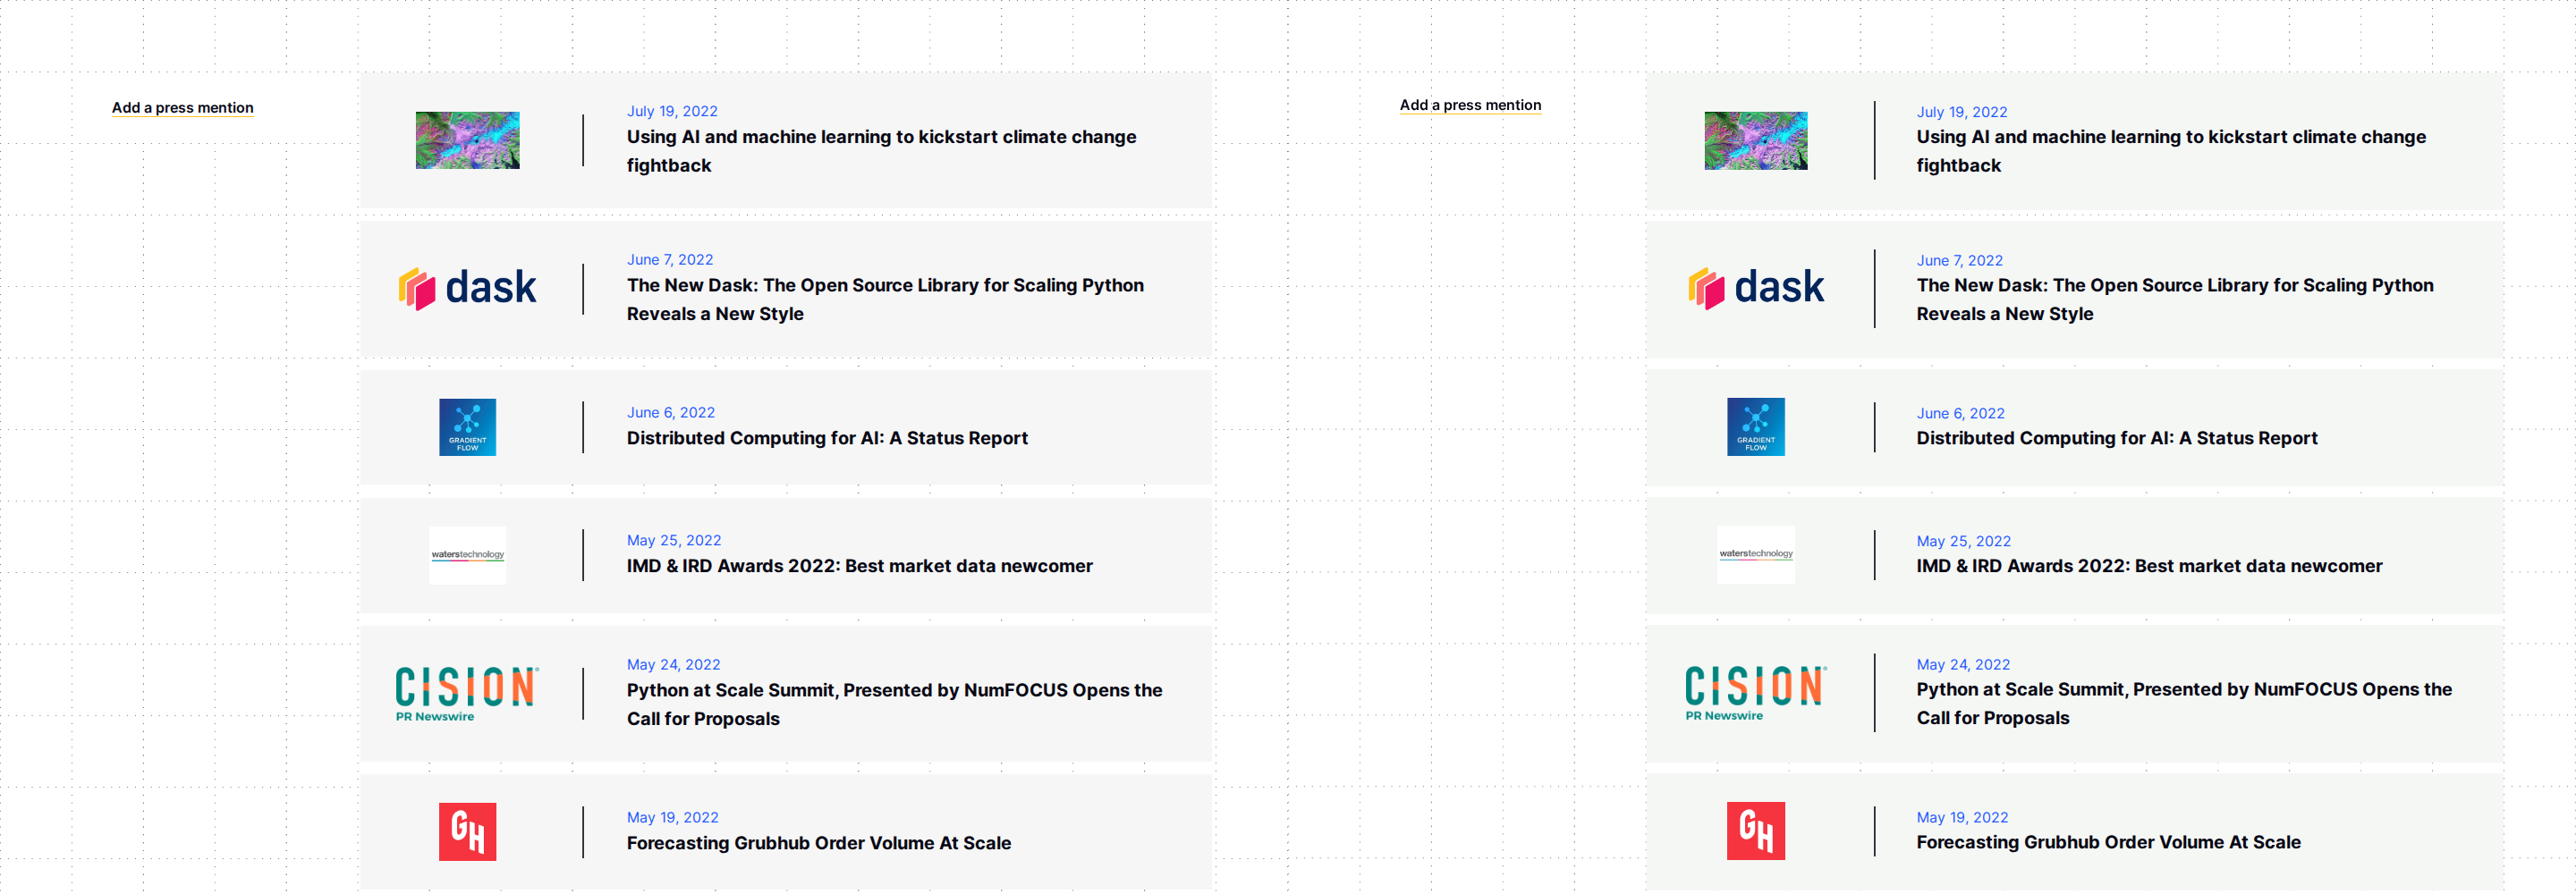 Add a press mention
July 19, 2022
Using AI and machine learning to kickstart climate change
fightback
dask
June 7, 2022
The New Dask: The Open Source Library for Scaling Python
Reveals a New Style
GRADIENT
FLOW
June 6, 2022
Distributed Computing for AI: A Status Report
waterstechnology
May 25, 2022
IMD & IRD Awards 2022: Best market data newcomer
CISION®
PR Newswire
May 24, 2022
Python at Scale Summit, Presented by NumFOCUS Opens the
Call for Proposals
GH
May 19, 2022
Forecasting Grubhub Order Volume At Scale
Add a press mention
July 19, 2022
Using AI and machine learning to kickstart climate change
fightback
dask
June 7, 2022
The New Dask: The Open Source Library for Scaling Python
Reveals a New Style
GRADIENT
FLOW
June 6, 2022
Distributed Computing for AI: A Status Report
waterstechnology
May 25, 2022
IMD & IRD Awards 2022: Best market data newcomer
CISION®
PR Newswire
May 24, 2022
Python at Scale Summit, Presented by NumFOCUS Opens the
Call for Proposals
GH
May 19, 2022
Forecasting Grubhub Order Volume At Scale